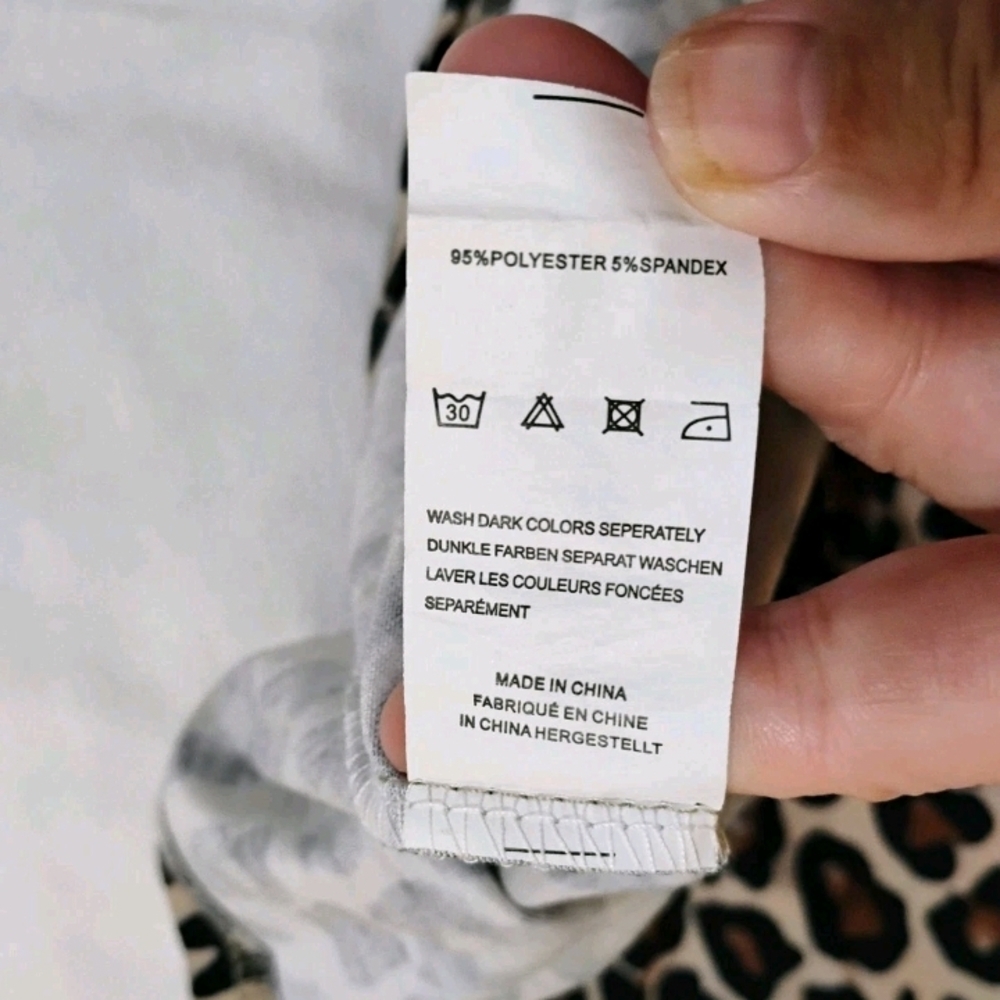 95%POLYESTER 5%SPANDEX
30
WASH DARK COLORS SEPERATELY
DUNKLE FARBEN SEPARAT WASCHEN
LAVER LES COULEURS FONCÉES
SEPARÉMENT
MADE IN CHINA
FABRIQUÉ EN CHINE
IN CHINA HERGESTELLT